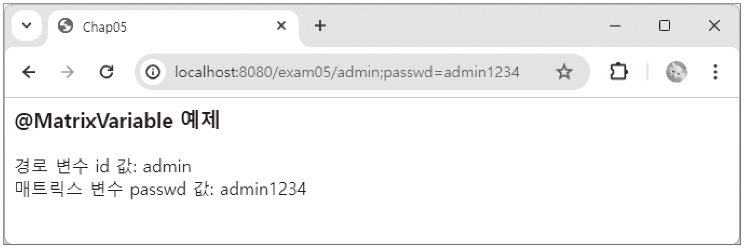 Chap05
localhost:8080/exam05/admin;passwd=admin1234
@MatrixVariable 예제
경로 변수 id 값: admin
매트릭스 변수 passwd 값: admin1234